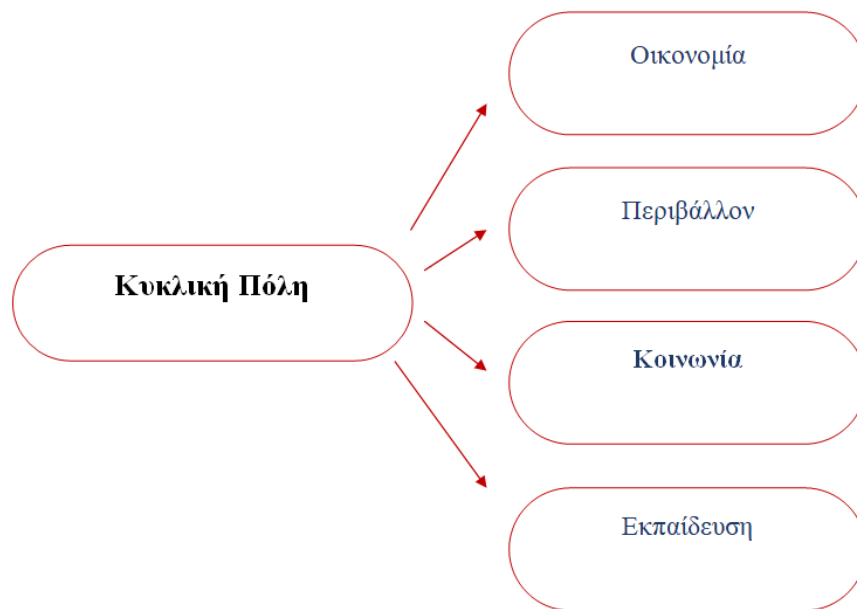 Οικονομία
Περιβάλλον
Κυκλική Πόλη
Κοινωνία
Εκπαίδευση